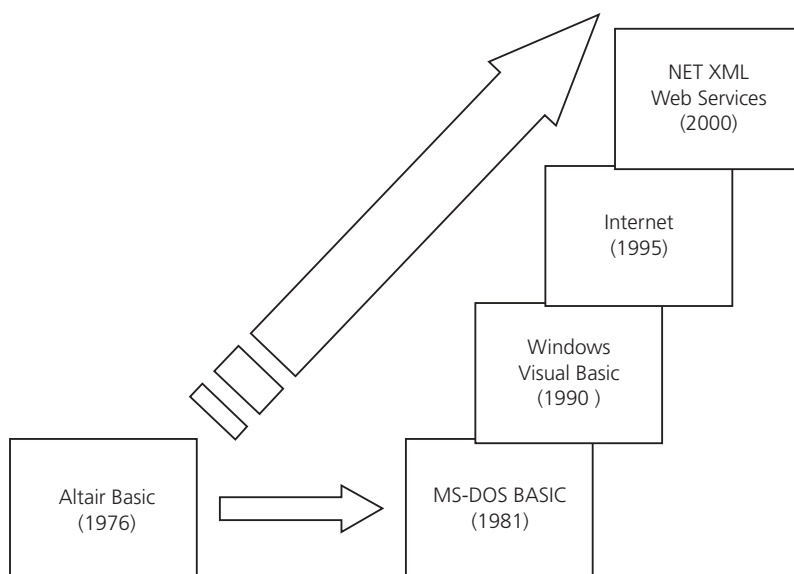 NET XML
Web Services
(2000)
Internet
(1995)
Windows
Visual Basic
(1990 )
Altair Basic
(1976)
MS-DOS BASIC
(1981)